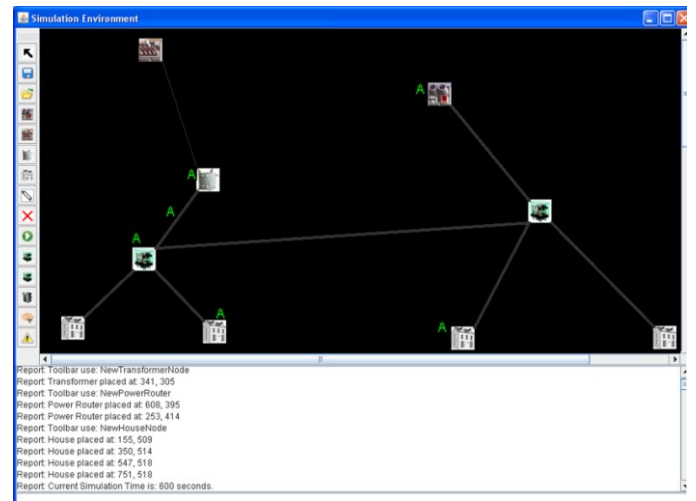 Simulation Environment
A
A
A
A
A
A
A
Report: Toolbar use: NewTransformerNode
Report: Transformer placed at: 341, 305
Report: Toolbar use: NewPowerRouter
Report: Power Router placed at: 608, 395
Report: Power Router placed at: 253, 414
Report: Toolbar use: NewHouseNode
Report: House placed at: 155, 509
Report: House placed at: 350, 514
Report: House placed at: 547, 518
Report: House placed at: 751, 518
Report: Current Simulation Time is: 600 seconds.